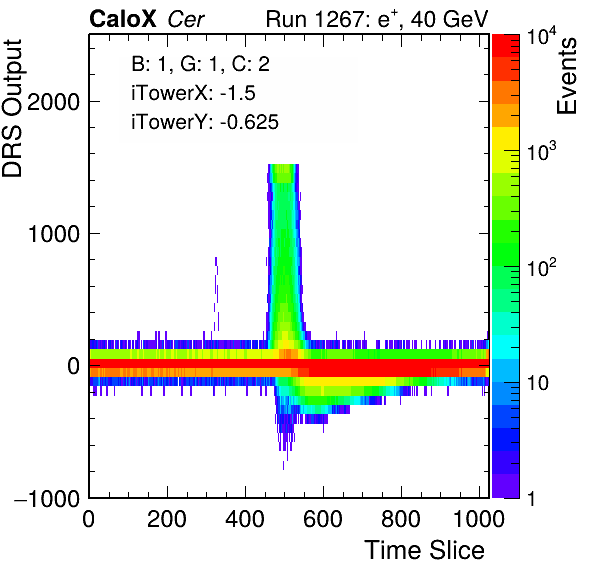 CaloX Cer
Run 1267: e⁺, 40 GeV
B: 1, G: 1, C: 2
iTowerX: -1.5
iTowerY: -0.625
DRS Output
2000
1000
0
−1000
0
200
400
600
800
1000
Time Slice
Events
10⁴
10³
10²
10
1